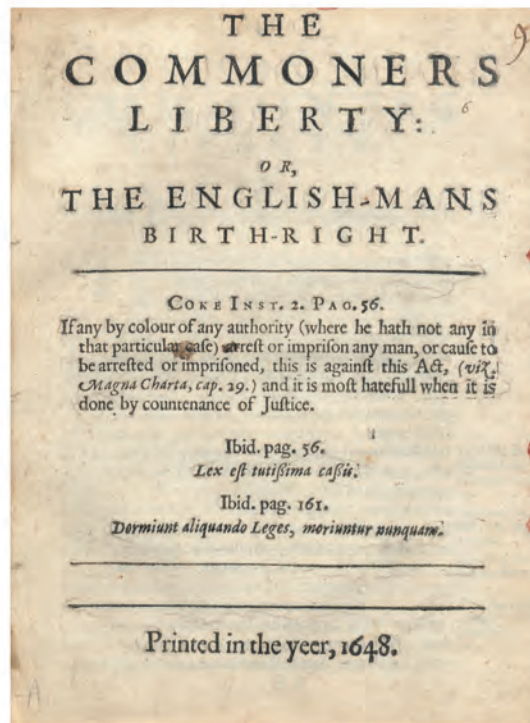 THE
COMMONERS
LIBERTY:
OR,
THE ENGLISH-MANS
BIRTH-RIGHT.
COKE INST. 2. PAG. 56.
If any by colour of any authority (where he hath not any in
that particular caſe) arreſt or impriſon any man, or cauſe to
be arreſted or impriſoned, this is againſt this Act, (viz.
Magna Charta, cap. 29.) and it is moſt hatefull when it is
done by countenance of Juſtice.
Ibid. pag. 56.
Lex eſt tutißima caßis.
Ibid. pag. 161.
Dormiunt aliquando Leges, moriuntur nunquam.
Printed in the yeer, 1648.
A